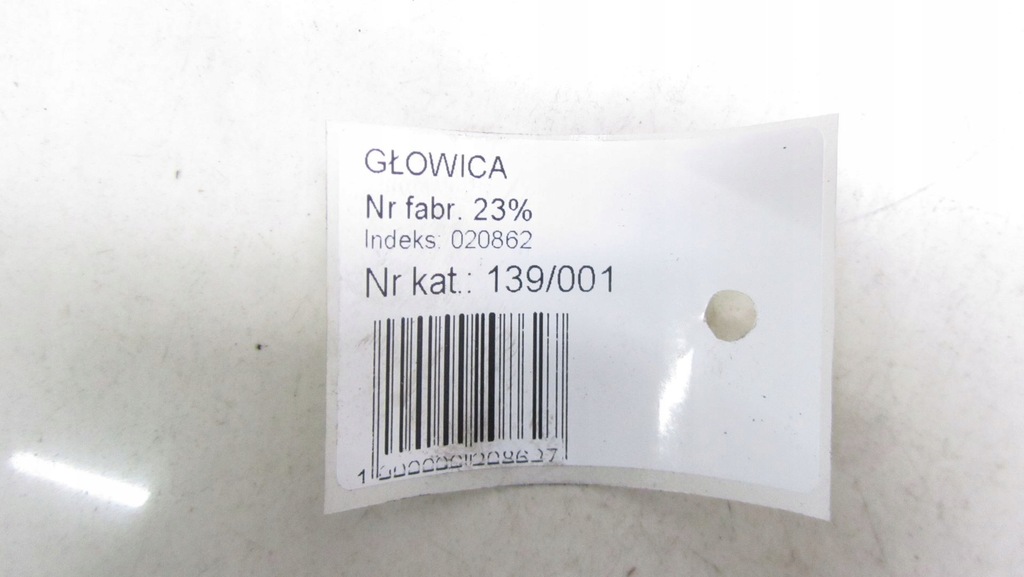 GŁOWICA
Nr fabr. 23%
Indeks: 020862
Nr kat.: 139/001